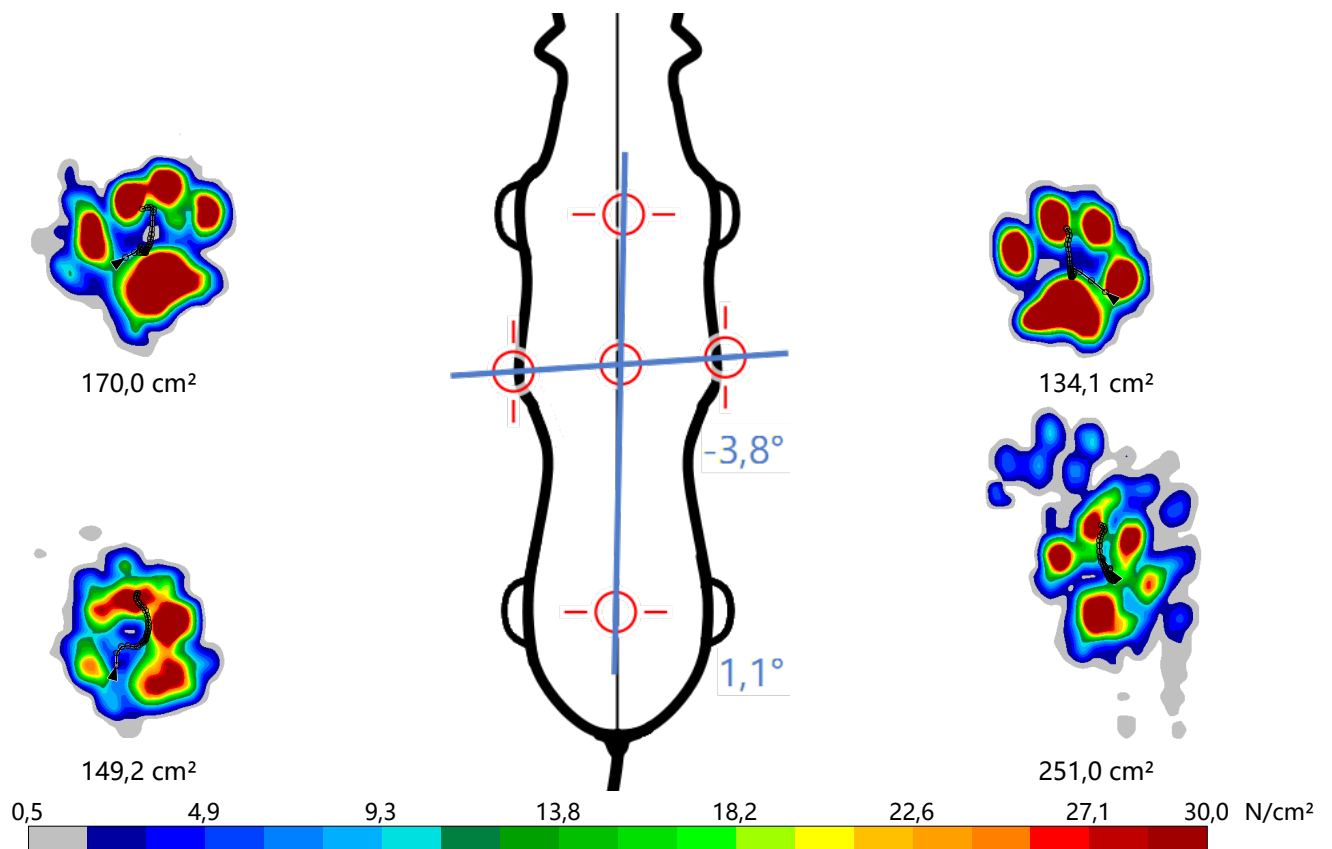 170,0 cm²
134,1 cm²
-3,8°
1,1°
149,2 cm²
251,0 cm²
0,5 4,9 9,3 13,8 18,2 22,6 27,1 30,0 N/cm²